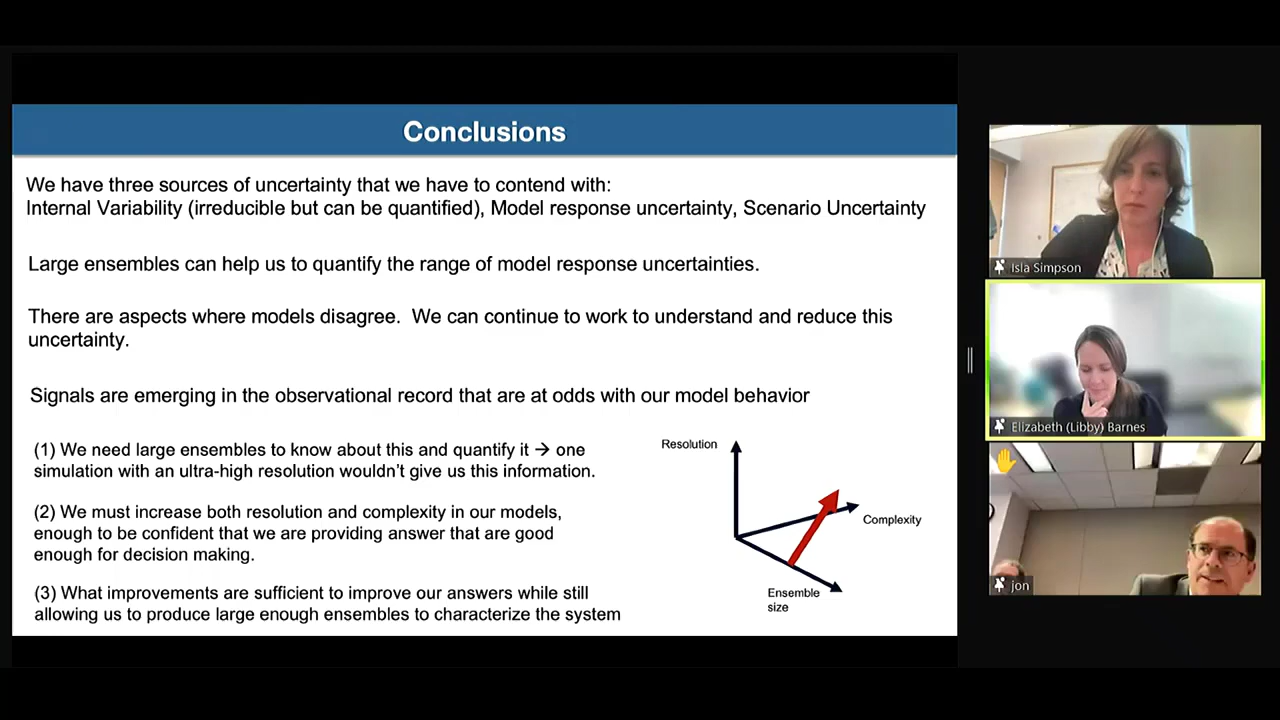 Conclusions
We have three sources of uncertainty that we have to contend with:
Internal Variability (irreducible but can be quantified), Model response uncertainty, Scenario Uncertainty
Large ensembles can help us to quantify the range of model response uncertainties.
There are aspects where models disagree.  We can continue to work to understand and reduce this
uncertainty.
Signals are emerging in the observational record that are at odds with our model behavior
(1) We need large ensembles to know about this and quantify it → one
simulation with an ultra-high resolution wouldn't give us this information.
(2) We must increase both resolution and complexity in our models,
enough to be confident that we are providing answer that are good
enough for decision making.
(3) What improvements are sufficient to improve our answers while still
allowing us to produce large enough ensembles to characterize the system
Resolution
Complexity
Ensemble
size
Isla Simpson
Elizabeth (Libby) Barnes
jon